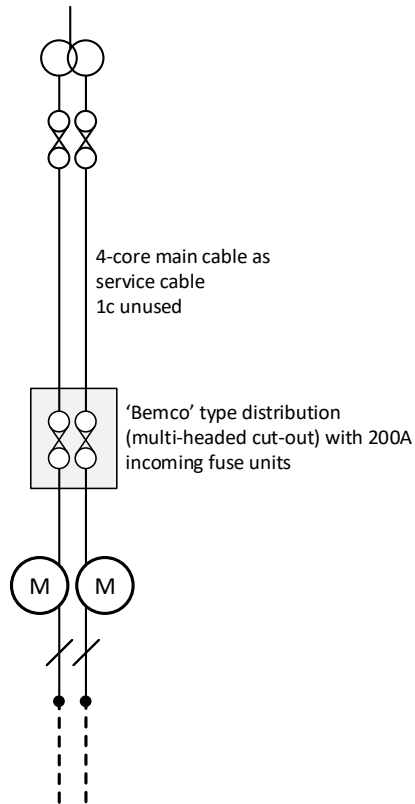 4-core main cable as
service cable
1c unused
‘Bemco’ type distribution
(multi-headed cut-out) with 200A
incoming fuse units
M M